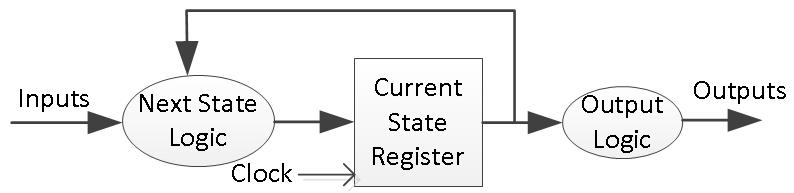 Inputs
Next State
Logic
Clock
Current
State
Register
Output
Logic
Outputs